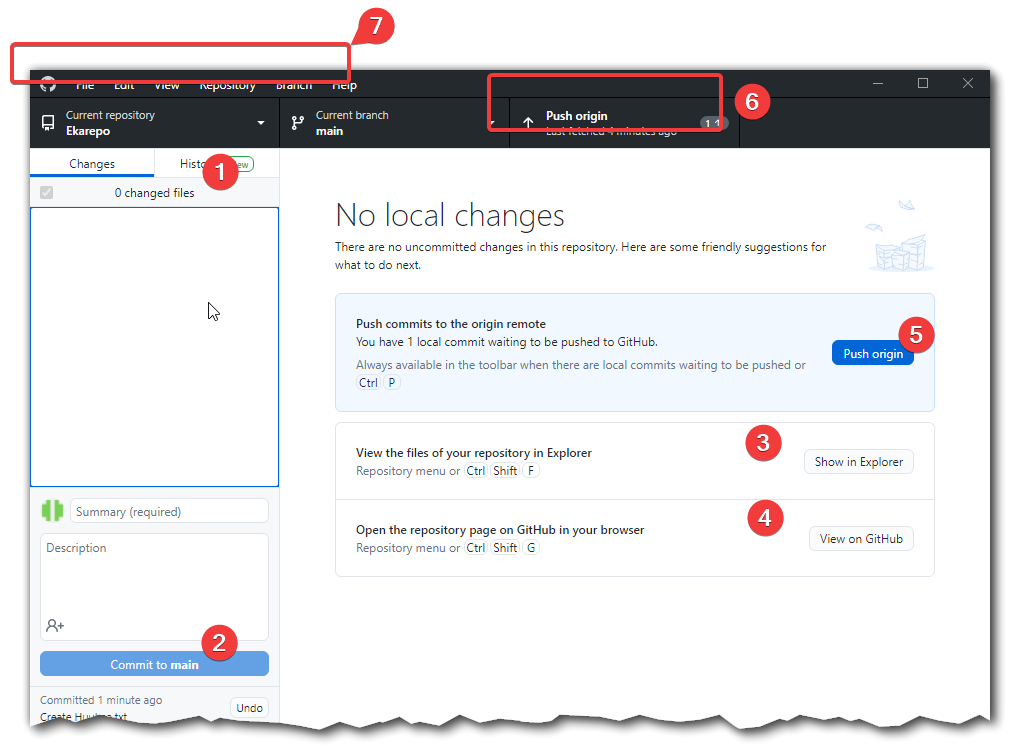 7
File Edit View Repository Branch Help
Current repository
Ekarepo
Current branch
main
Push origin
Last fetched 4 minutes ago
1
6
Changes
History
1
0 changed files
No local changes
There are no uncommitted changes in this repository. Here are some friendly suggestions for
what to do next.
Push commits to the origin remote
You have 1 local commit waiting to be pushed to GitHub.
Always available in the toolbar when there are local commits waiting to be pushed or
Ctrl P
Push origin
5
View the files of your repository in Explorer
Repository menu or Ctrl Shift F
3
Show in Explorer
Open the repository page on GitHub in your browser
Repository menu or Ctrl Shift G
4
View on GitHub
Summary (required)
Description
2
Commit to main
Committed 1 minute ago
Undo
Create